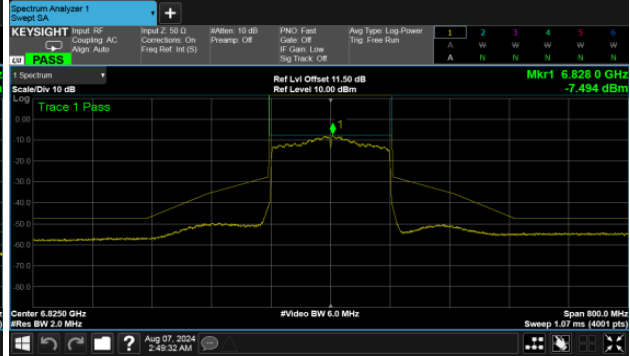 Spectrum Analyzer 1
Swept SA
+
KEYSIGHT Input: RF
Coupling: AC
Align: Auto
Input Z: 50 Ω
Corrections: On
Freq Ref: Int (S)
#Atten: 10 dB
Preamp: Off
PNO: Fast
Gate: Off
IF Gain: Low
Sig Track: Off
Avg Type: Log-Power
Trig: Free Run
1 2 3 4 5 6
A W W W W W
A N N N N N
LXI PASS
1 Spectrum
Scale/Div 10 dB
Ref Lvl Offset 11.50 dB
Ref Level 10.00 dBm
Mkr1 6.828 0 GHz
-7.494 dBm
Log
Trace 1 Pass
1
0.00
-10.0
-20.0
-30.0
-40.0
-50.0
-60.0
-70.0
-80.0
Center 6.8250 GHz
#Res BW 2.0 MHz
#Video BW 6.0 MHz
Span 800.0 MHz
Sweep 1.07 ms (4001 pts)
?
Aug 07, 2024
2:49:32 AM